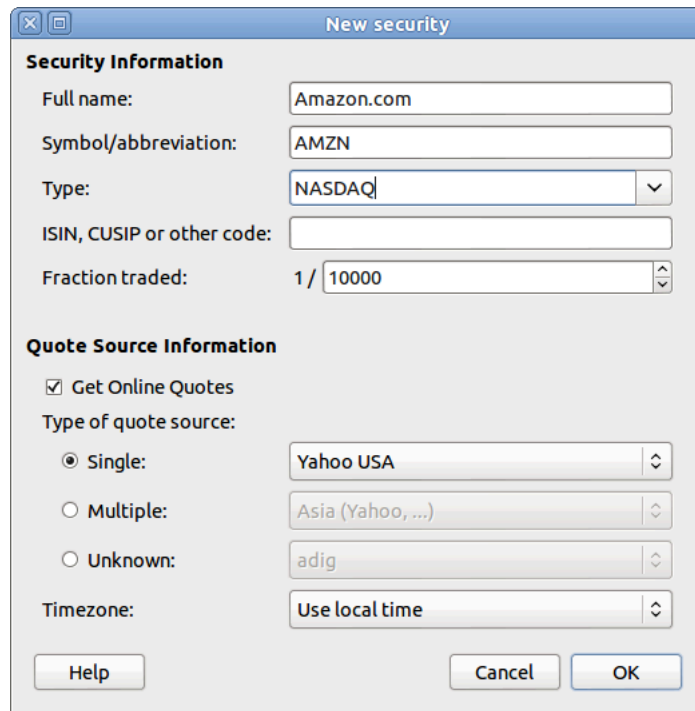 New security
Security Information
Full name: Amazon.com
Symbol/abbreviation: AMZN
Type: NASDAQ
ISIN, CUSIP or other code:
Fraction traded: 1 / 10000
Quote Source Information
Get Online Quotes
Type of quote source:
Single: Yahoo USA
Multiple: Asia (Yahoo, ...)
Unknown: adig
Timezone: Use local time
Help Cancel OK